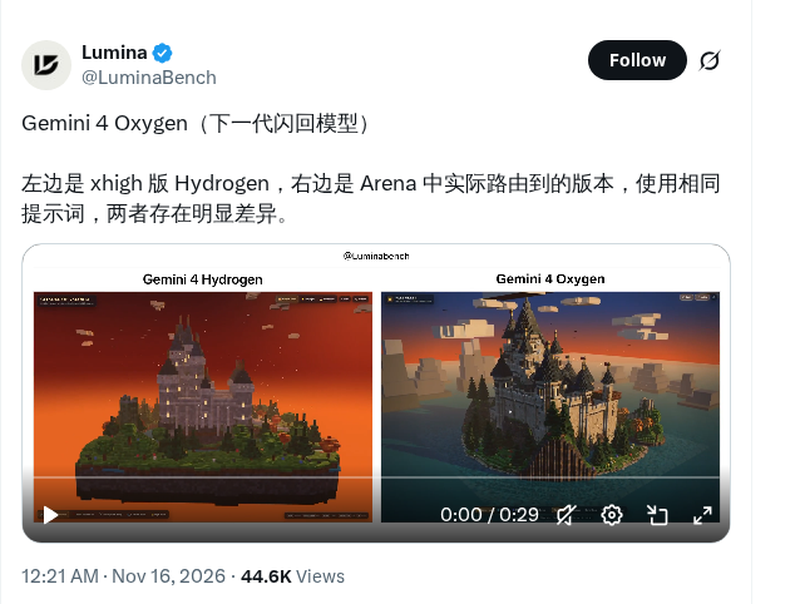 Lumina
Follow
@LuminaBench
Gemini 4 Oxygen（下一代闪回模型）
左边是 xhigh 版 Hydrogen，右边是 Arena 中实际路由到的版本，使用相同
提示词，两者存在明显差异。
@Luminabench
Gemini 4 Hydrogen
Gemini 4 Oxygen
0:00 / 0:29
12:21 AM · Nov 16, 2026 · 44.6K Views